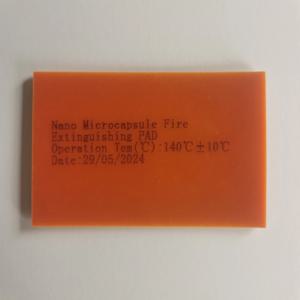 Nano Microcapsule Fire
Extinguishing PAD
Operation Tem(℃):140℃±10℃
Date:29/05/2024